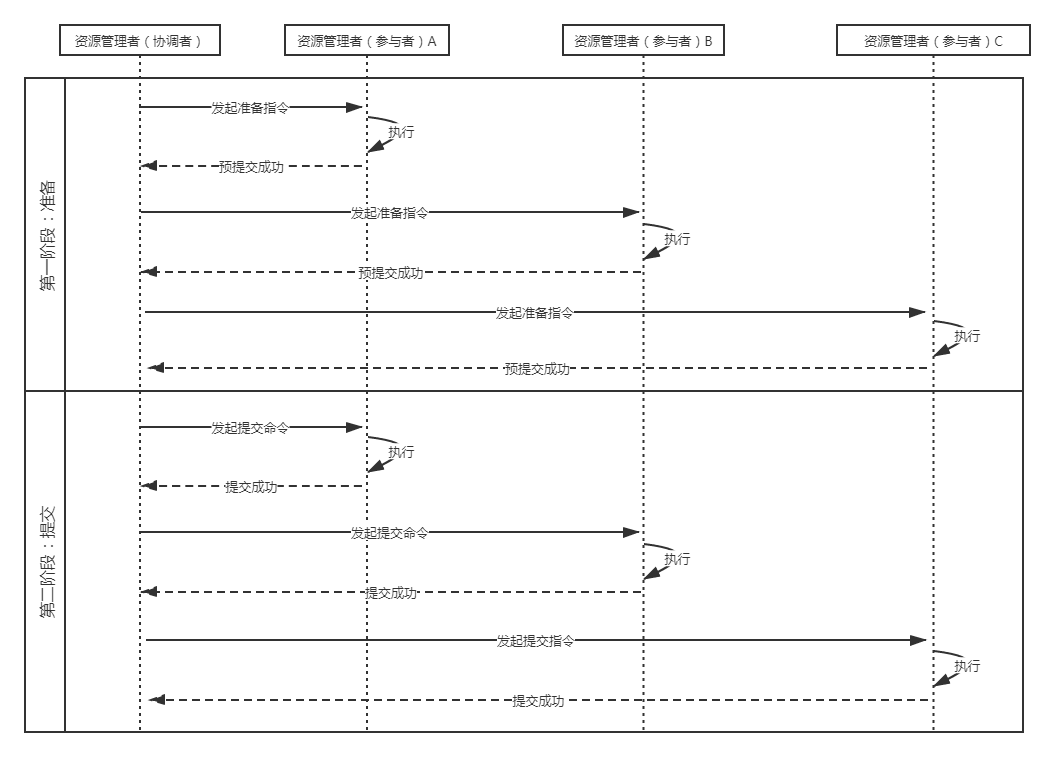 资源管理者（协调者）
资源管理者（参与者）A
资源管理者（参与者）B
资源管理者（参与者）C
第一阶段：准备
发起准备指令
执行
预提交成功
发起准备指令
执行
预提交成功
发起准备指令
执行
预提交成功
第二阶段：提交
发起提交命令
执行
提交成功
发起提交命令
执行
提交成功
发起提交指令
执行
提交成功